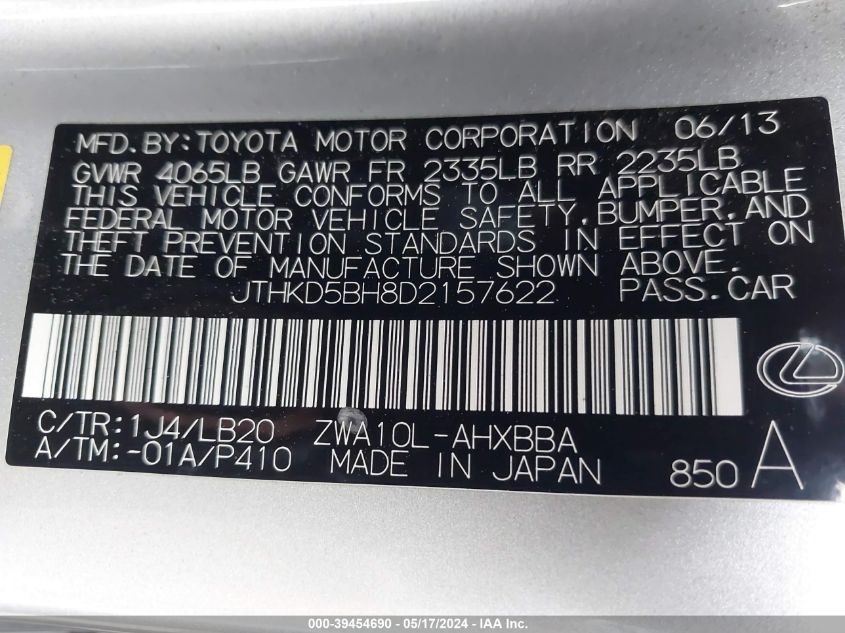 MFD.BY:TOYOTA MOTOR CORPORATION 06/13
GVWR 4065LB GAWR FR 2335LB RR 2235LB
THIS VEHICLE CONFORMS TO ALL APPLICABLE
FEDERAL MOTOR VEHICLE SAFETY,BUMPER,AND
THEFT PREVENTION STANDARDS IN EFFECT ON
THE DATE OF MANUFACTURE SHOWN ABOVE.
JTHKD5BH8D2157622 PASS.CAR
C/TR:1J4/LB20 ZWA10L-AHXBBA
A/TM:-01A/P410 MADE IN JAPAN 850 A
000-39454690 - 05/17/2024 - IAA Inc.